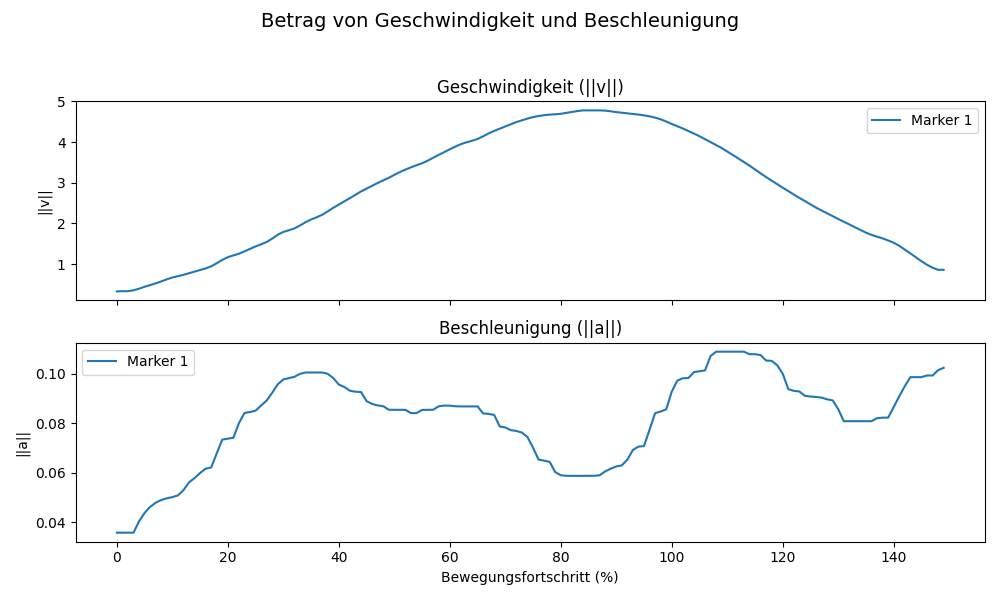 Betrag von Geschwindigkeit und Beschleunigung
Geschwindigkeit (||v||)
5
4
3
2
1
||v||
Marker 1
Beschleunigung (||a||)
0.10
0.08
0.06
0.04
||a||
Marker 1
0 20 40 60 80 100 120 140
Bewegungsfortschritt (%)